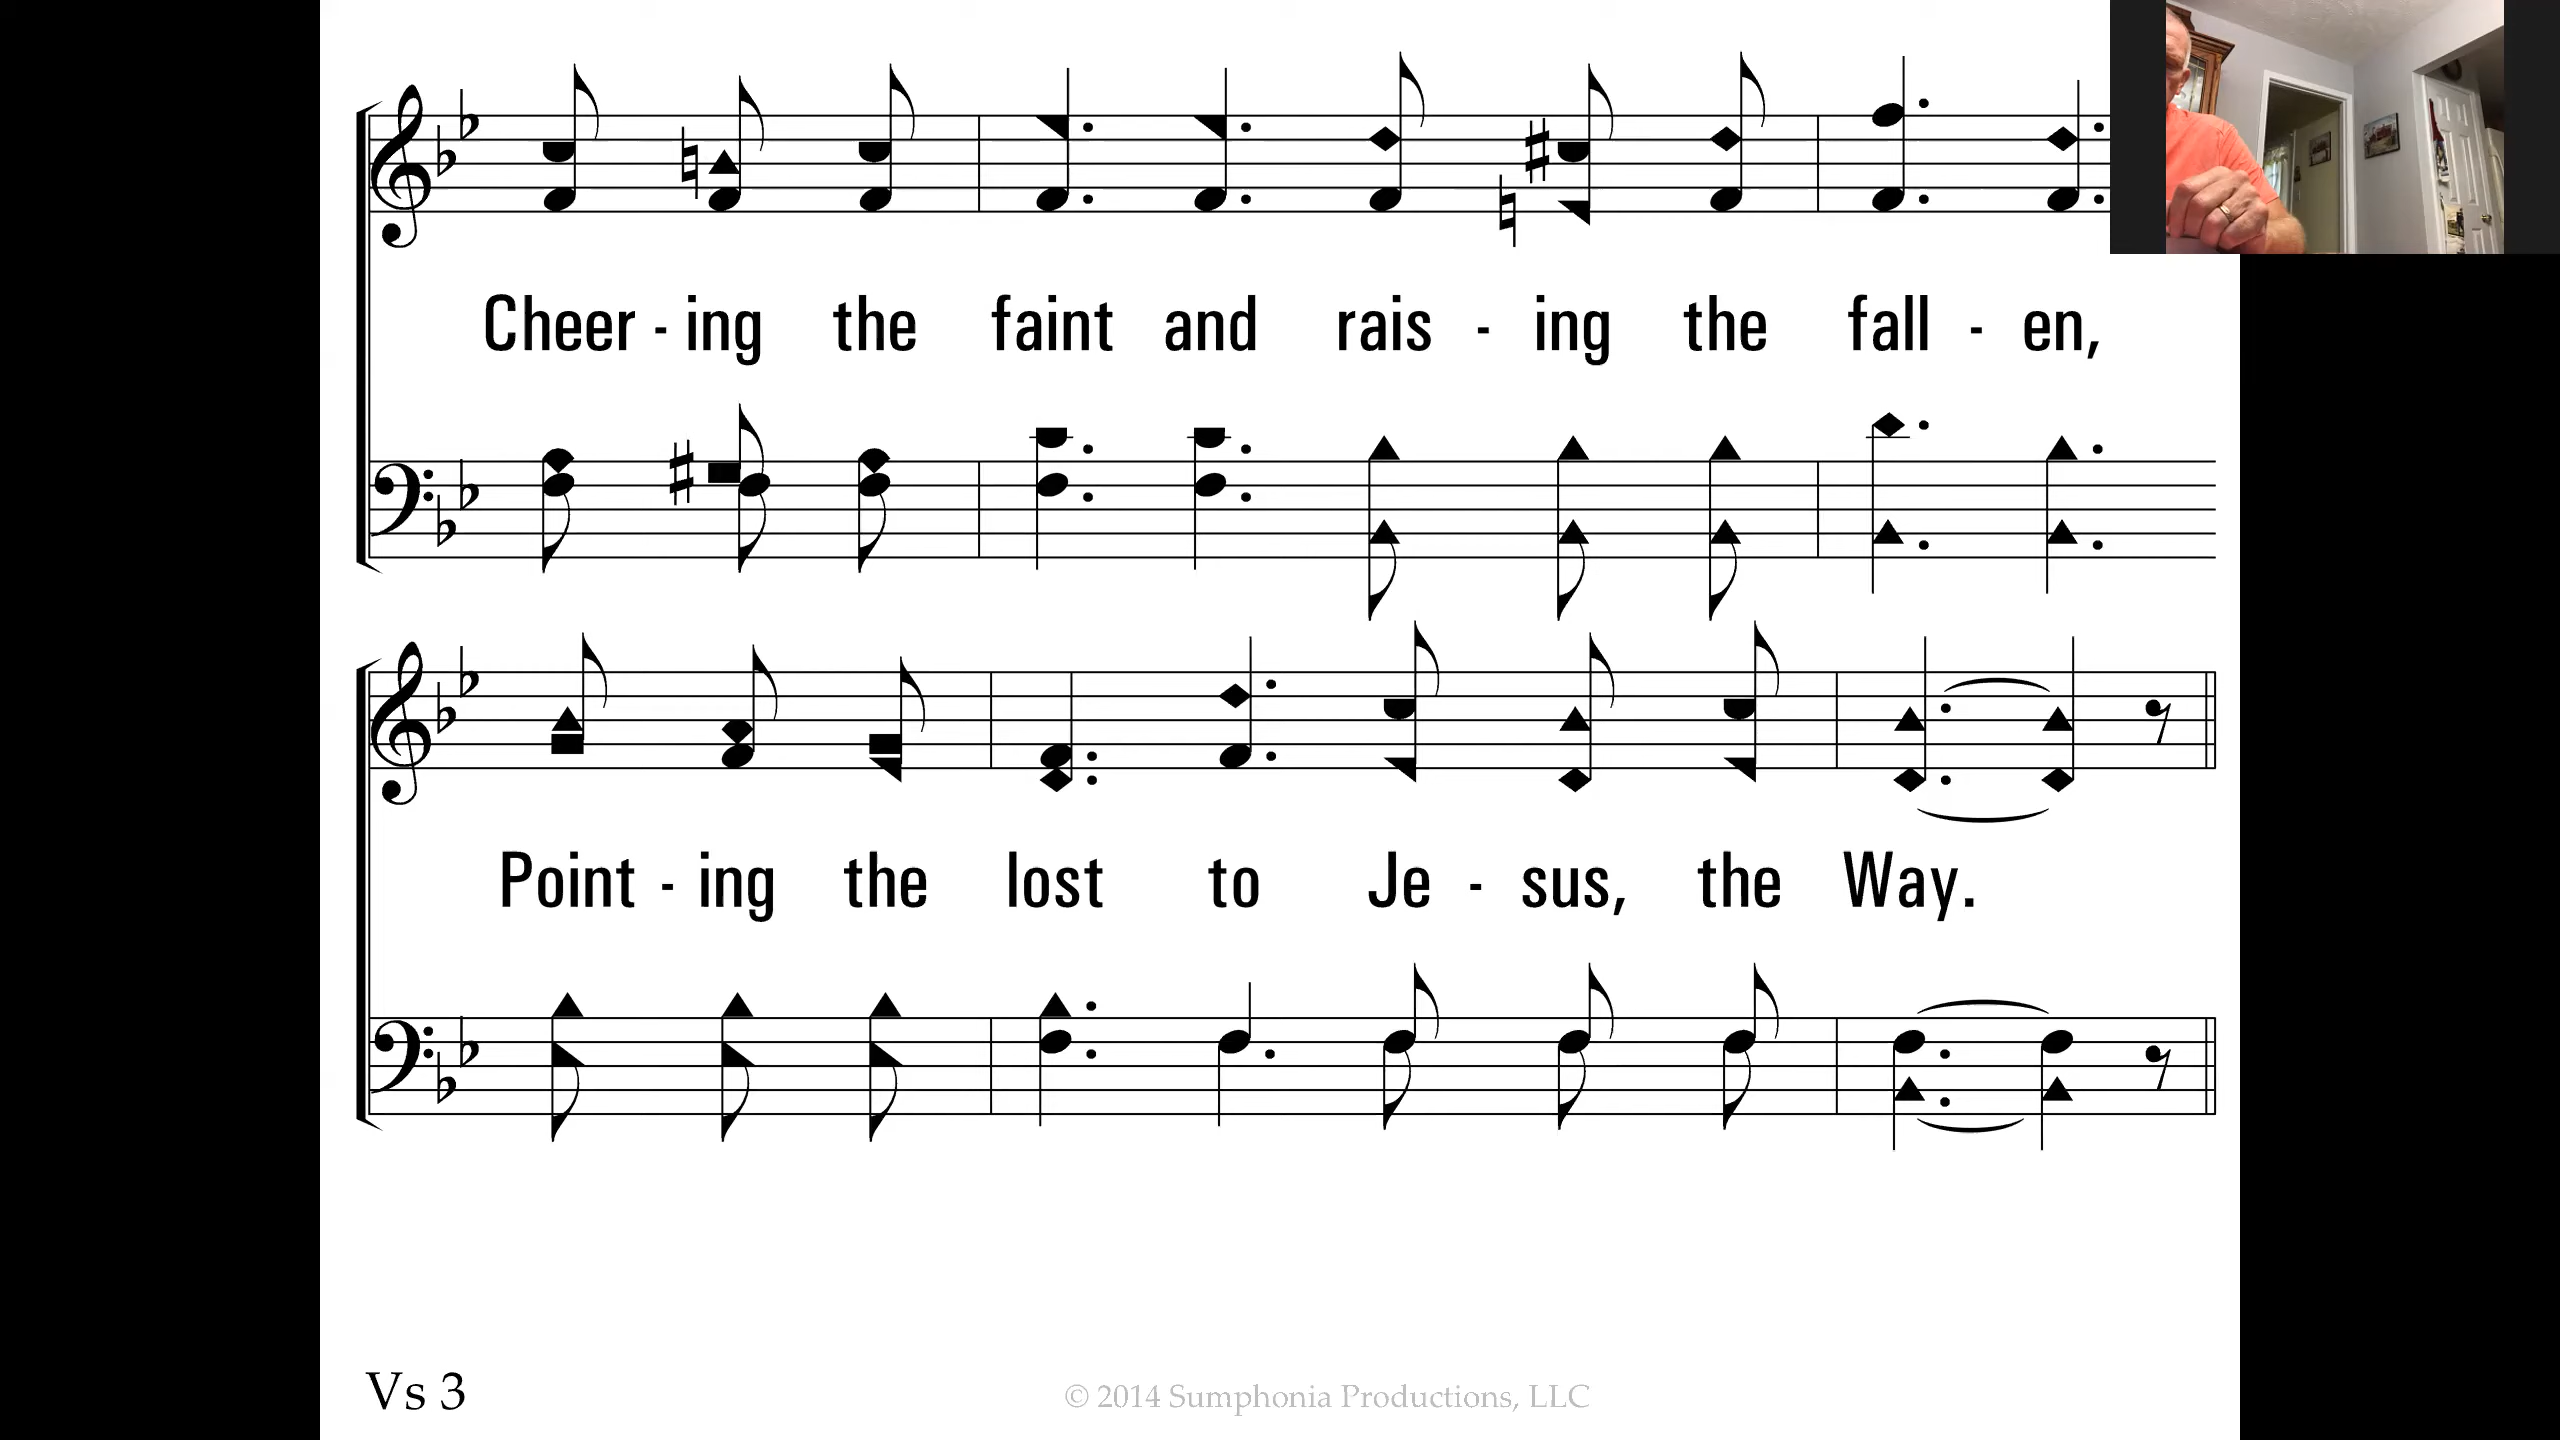 Cheer - ing the faint and rais - ing the fall - en,
Point - ing the lost to Je - sus, the Way.
Vs 3
© 2014 Sumphonia Productions, LLC